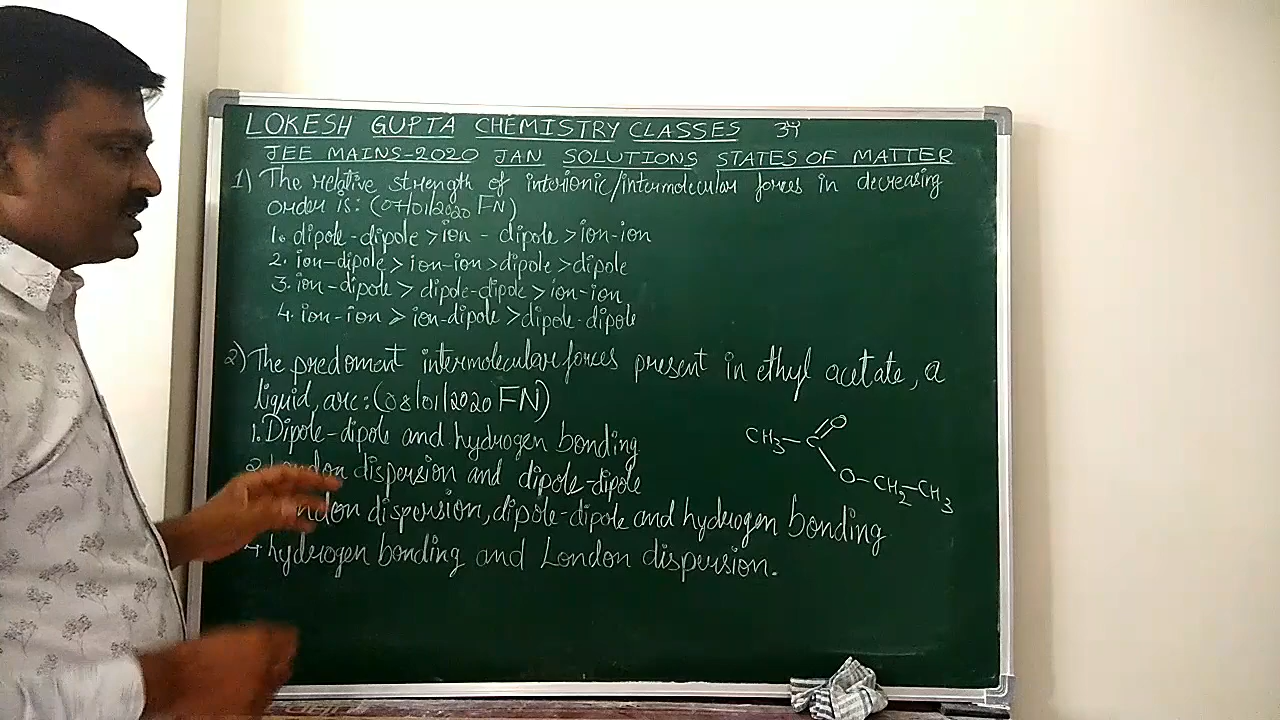 LOKESH GUPTA CHEMISTRY CLASSES 34
JEE MAINS-2020 JAN SOLUTIONS STATES OF MATTER
1) The relative strength of interionic/intermolecular forces in decreasing
order is: (07/01/2020 FN)
1. dipole-dipole > ion - dipole > ion-ion
2. ion-dipole > ion-ion > dipole > dipole
3. ion-dipole > dipole-dipole > ion-ion
4. ion-ion > ion-dipole > dipole-dipole
2) The predoment intermolecular forces present in ethyl acetate, a
liquid, are: (08/01/2020 FN)
1. Dipole-dipole and hydrogen bonding
2. London dispersion and dipole-dipole
London dispersion, dipole-dipole and hydrogen bonding
4. hydrogen bonding and London dispersion.
O
CH3-C
O-CH2-CH3